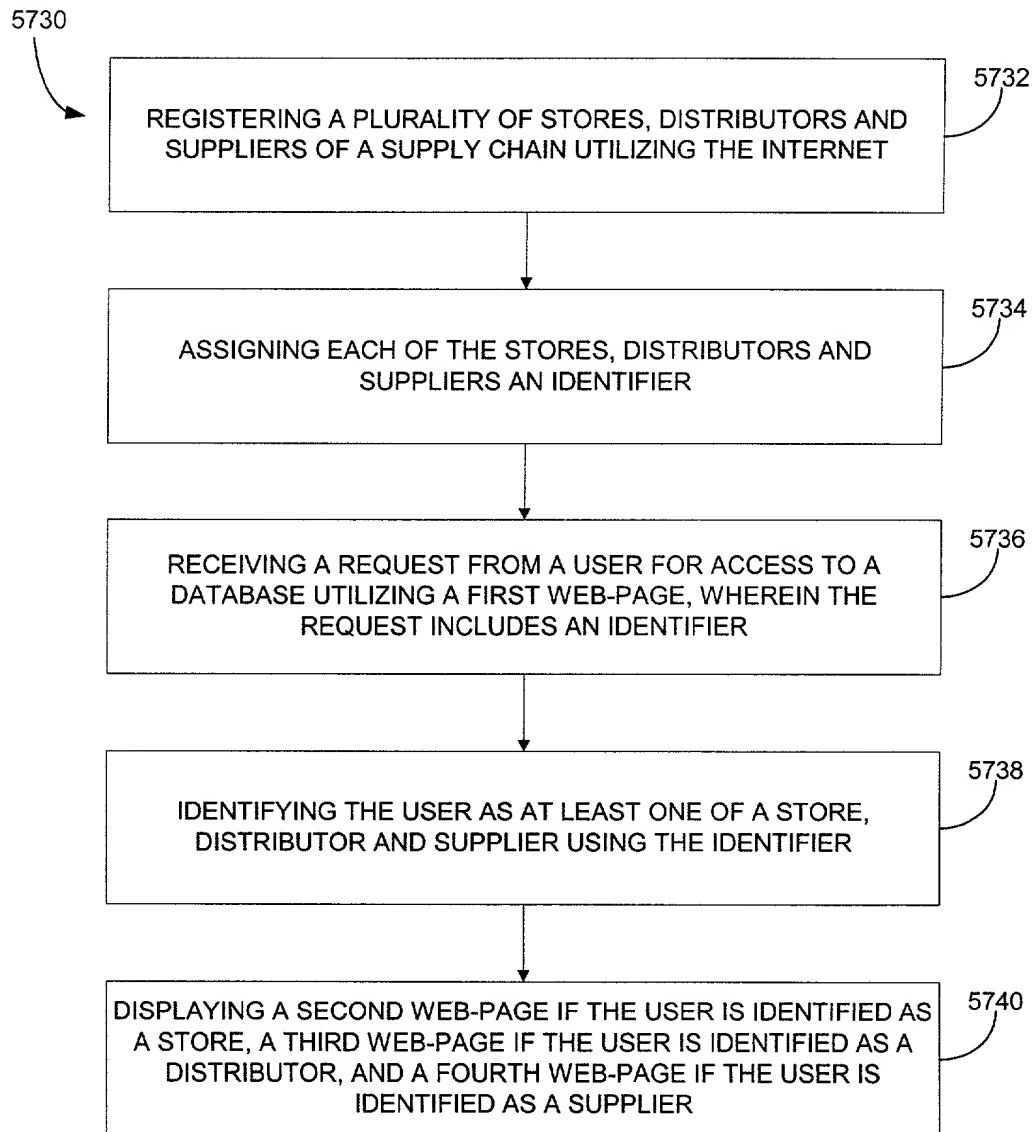 5730
5732
REGISTERING A PLURALITY OF STORES, DISTRIBUTORS AND
SUPPLIERS OF A SUPPLY CHAIN UTILIZING THE INTERNET
5734
ASSIGNING EACH OF THE STORES, DISTRIBUTORS AND
SUPPLIERS AN IDENTIFIER
5736
RECEIVING A REQUEST FROM A USER FOR ACCESS TO A
DATABASE UTILIZING A FIRST WEB-PAGE, WHEREIN THE
REQUEST INCLUDES AN IDENTIFIER
5738
IDENTIFYING THE USER AS AT LEAST ONE OF A STORE,
DISTRIBUTOR AND SUPPLIER USING THE IDENTIFIER
5740
DISPLAYING A SECOND WEB-PAGE IF THE USER IS IDENTIFIED AS
A STORE, A THIRD WEB-PAGE IF THE USER IS IDENTIFIED AS A
DISTRIBUTOR, AND A FOURTH WEB-PAGE IF THE USER IS
IDENTIFIED AS A SUPPLIER